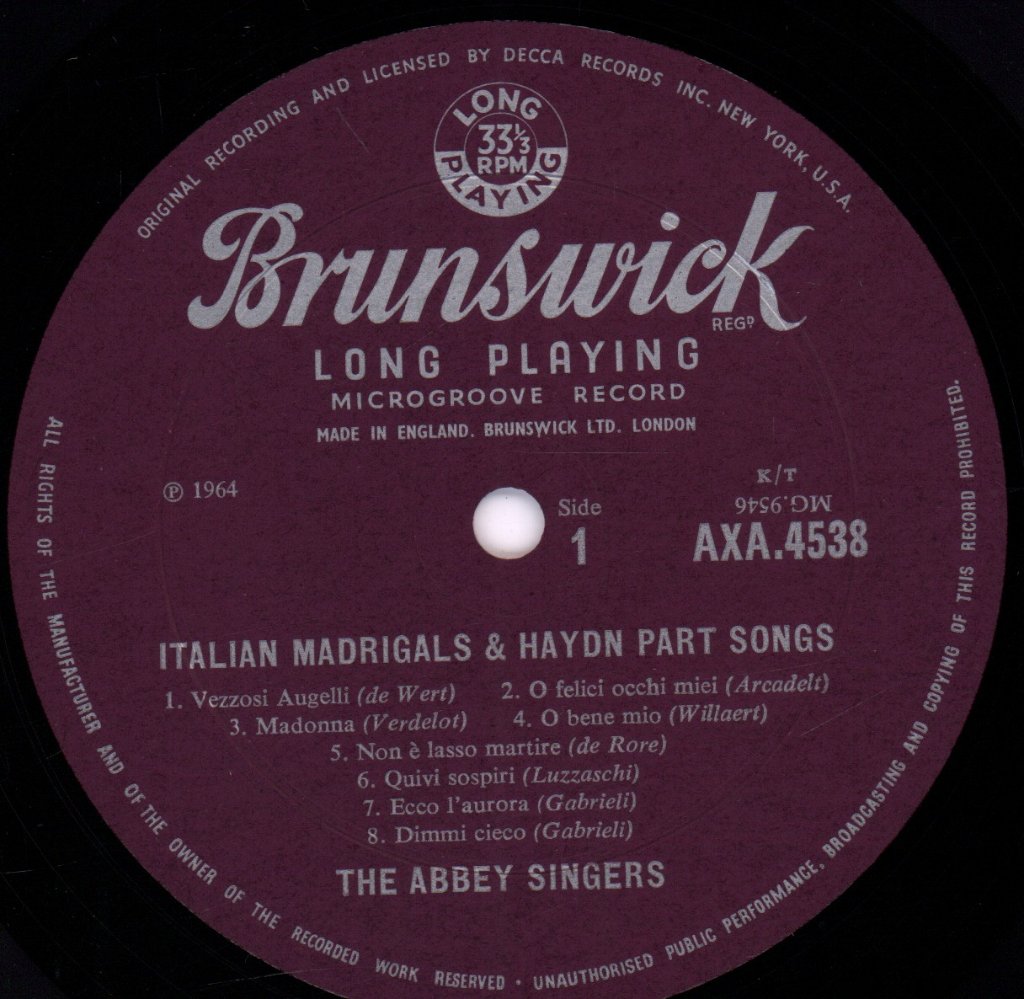 ORIGINAL RECORDING AND LICENSED BY DECCA RECORDS INC. NEW YORK, U.S.A.
LONG
33⅓
RPM
PLAYING
Brunswick
REGD
LONG PLAYING
MICROGROOVE RECORD
MADE IN ENGLAND. BRUNSWICK LTD. LONDON
℗ 1964
Side
1
K/T
MG.9546
AXA.4538
ITALIAN MADRIGALS & HAYDN PART SONGS
1. Vezzosi Augelli (de Wert) 2. O felici occhi miei (Arcadelt)
3. Madonna (Verdelot) 4. O bene mio (Willaert)
5. Non è lasso martire (de Rore)
6. Quivi sospiri (Luzzaschi)
7. Ecco l'aurora (Gabrieli)
8. Dimmi cieco (Gabrieli)
THE ABBEY SINGERS
ALL RIGHTS OF THE MANUFACTURER AND OF THE OWNER OF THE RECORDED WORK RESERVED • UNAUTHORISED PUBLIC PERFORMANCE, BROADCASTING AND COPYING OF THIS RECORD PROHIBITED.